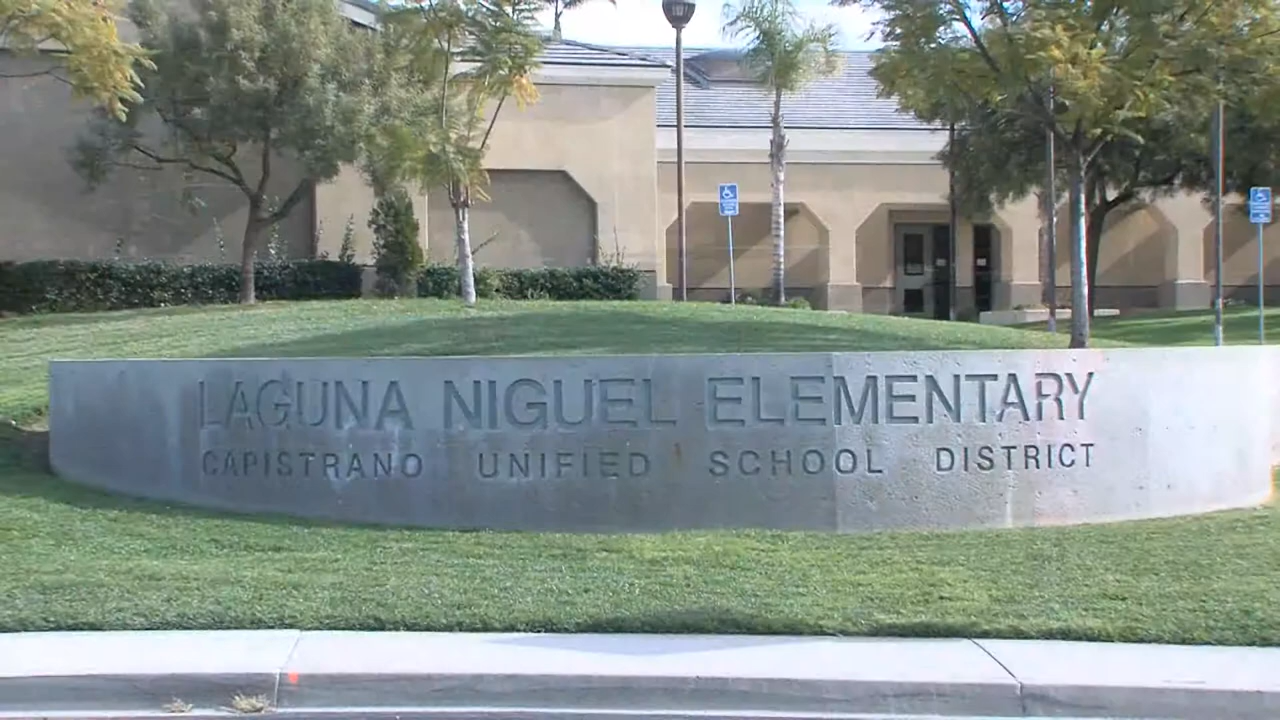 LAGUNA NIGUEL ELEMENTARY
CAPISTRANO UNIFIED SCHOOL DISTRICT